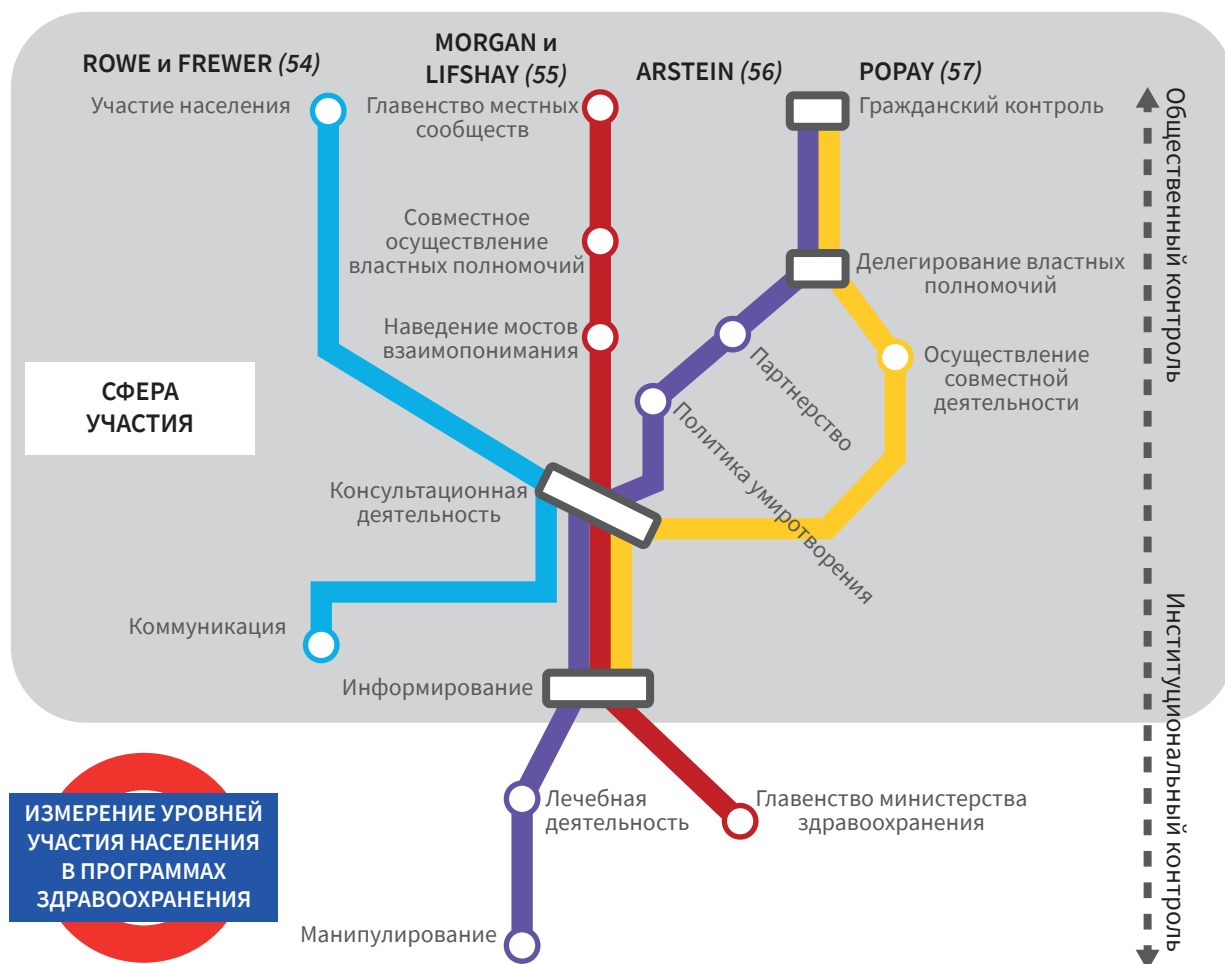 ROWE и FREWER (54)
MORGAN и
LIFSHAY (55)
ARSTEIN (56)
POPAY (57)
Участие населения
Главенство местных
сообществ
Гражданский контроль
Общественный контроль
Совместное
осуществление
властных полномочий
Делегирование властных
полномочий
Наведение мостов
взаимопонимания
Партнерство
Осуществление
совместной
деятельности
СФЕРА
УЧАСТИЯ
Политика умиротворения
Консультационная
деятельность
Коммуникация
Информирование
Институциональный контроль
Лечебная
деятельность
Главенство министерства
здравоохранения
ИЗМЕРЕНИЕ УРОВНЕЙ
УЧАСТИЯ НАСЕЛЕНИЯ
В ПРОГРАММАХ
ЗДРАВООХРАНЕНИЯ
Манипулирование